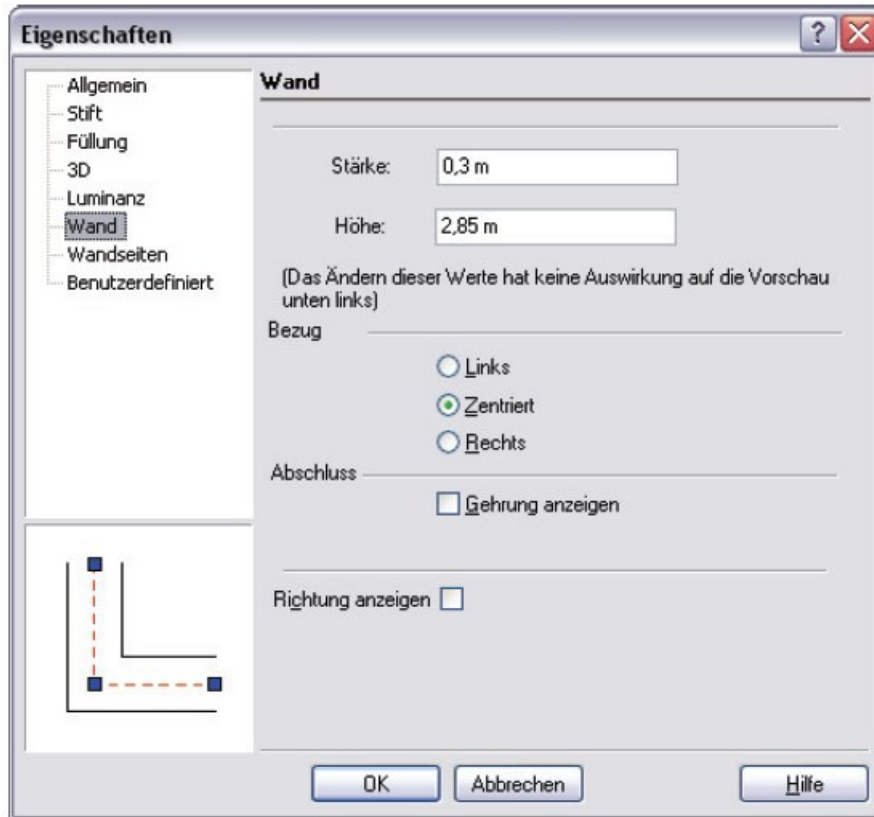 Eigenschaften
Allgemein
Stift
Füllung
3D
Luminanz
Wand
Wandseiten
Benutzerdefiniert
Wand
Stärke: 0,3 m
Höhe: 2,85 m
(Das Ändern dieser Werte hat keine Auswirkung auf die Vorschau
unten links)
Bezug
Links
Zentriert
Rechts
Abschluss
Gehrung anzeigen
Richtung anzeigen
OK Abbrechen Hilfe